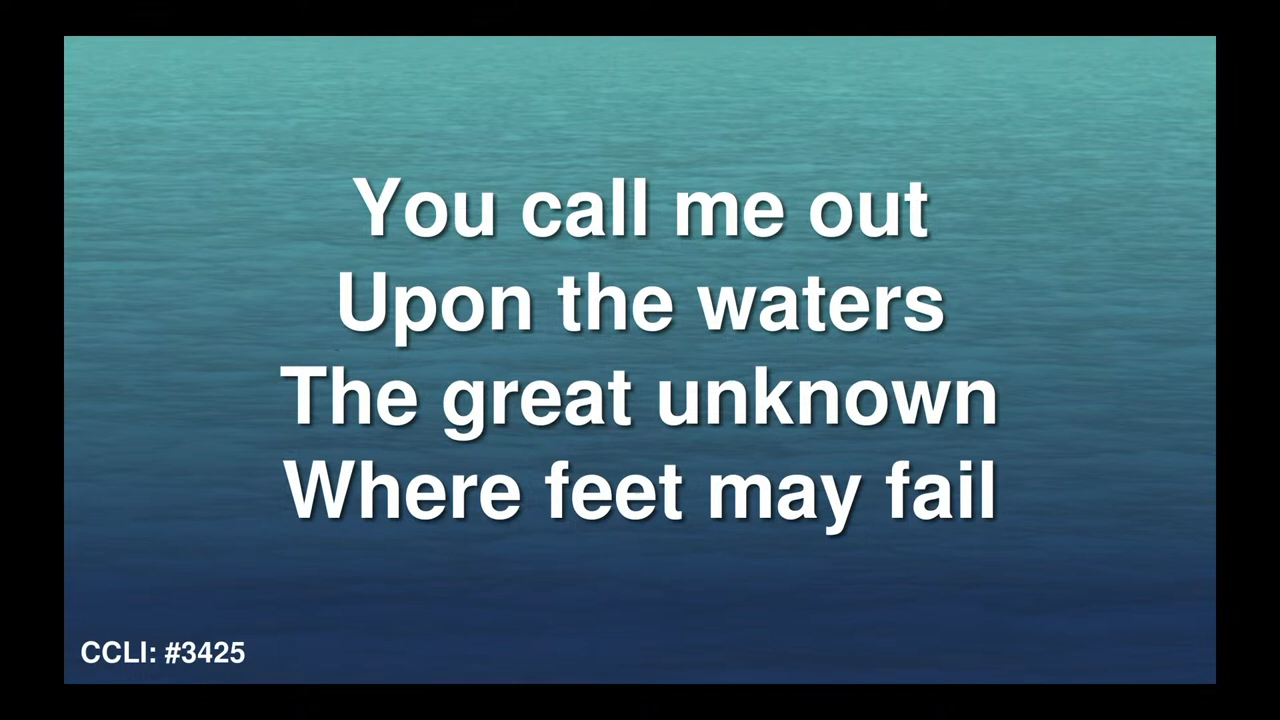 You call me out
Upon the waters
The great unknown
Where feet may fail
CCLI: #3425